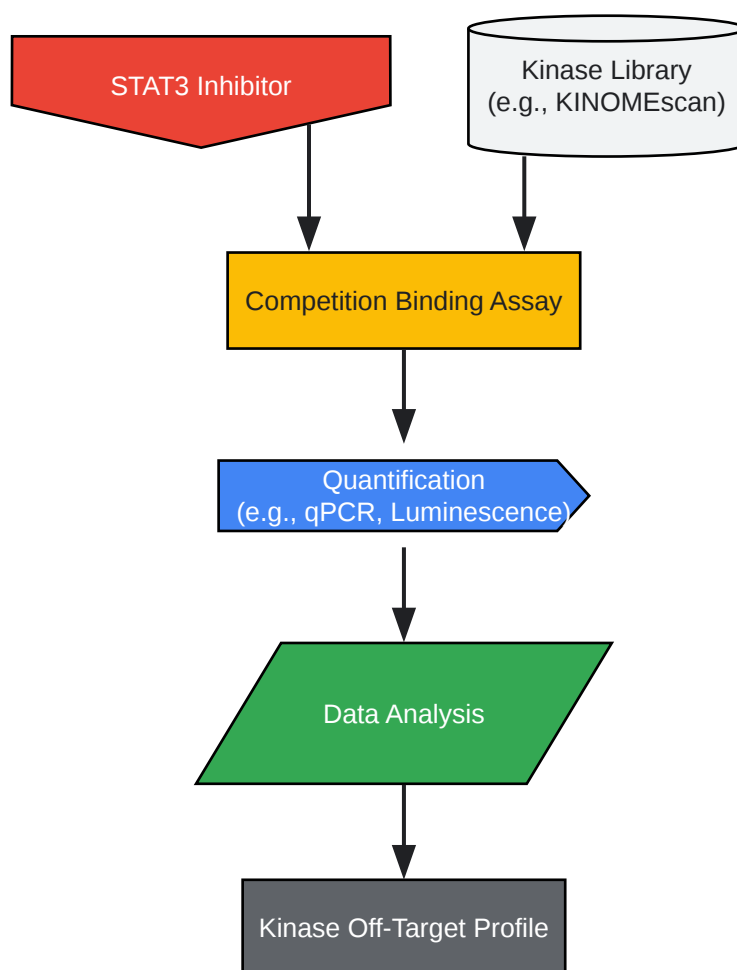 STAT3 Inhibitor
Kinase Library
(e.g., KINOMEscan)
Competition Binding Assay
Quantification
(e.g., qPCR, Luminescence)
Data Analysis
Kinase Off-Target Profile